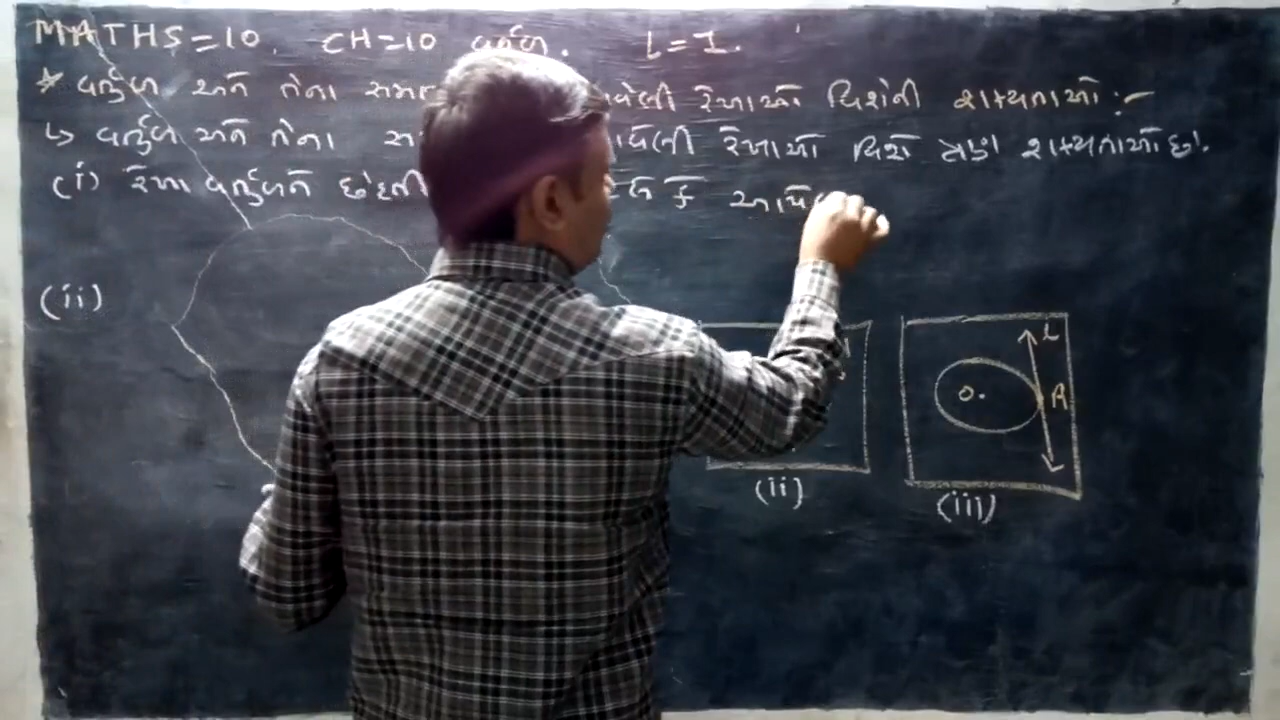 MATHS=10. CH=10 વર્તુળ. L=1.
* વર્તુળ અને તેના સમા વેલી રેખાઓ વિશેની શક્યતાઓ :-
↳ વર્તુળ અને તેના સ આવેલી રેખાઓ વિશે ત્રણ શક્યતાઓ છે.
(i) રેખા વર્તુળને છેદતી કે
(ii)
l
O. A
(ii) (iii)